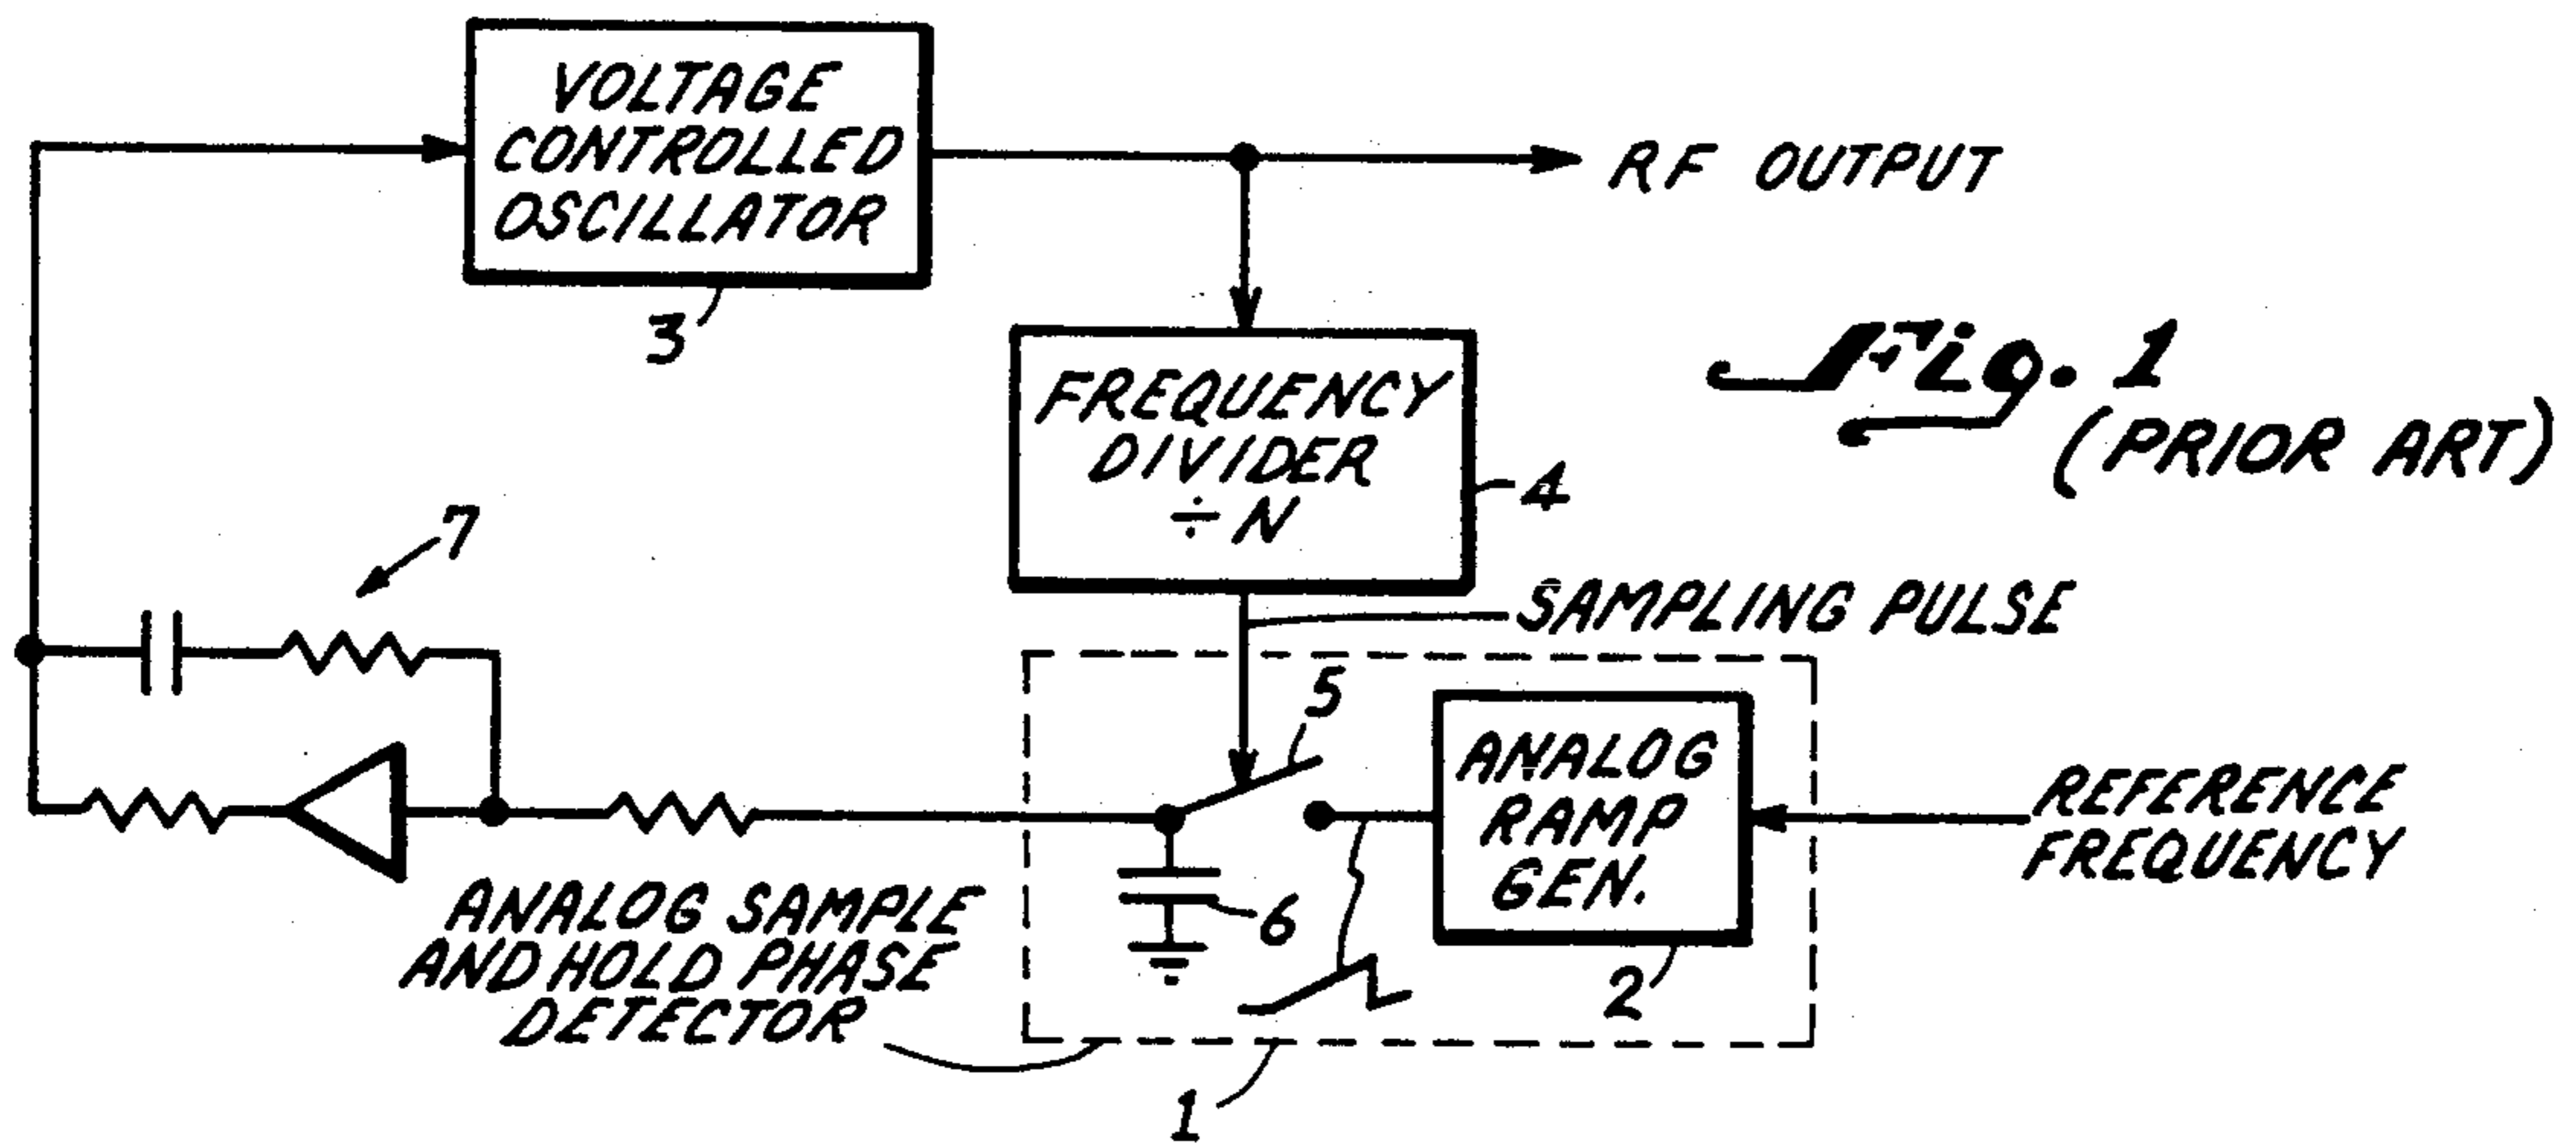 VOLTAGE
CONTROLLED
OSCILLATOR
3
RF OUTPUT
FREQUENCY
DIVIDER
÷ N
4
Fig. 1
(PRIOR ART)
7
SAMPLING PULSE
5
ANALOG
RAMP
GEN.
2
REFERENCE
FREQUENCY
6
ANALOG SAMPLE
AND HOLD PHASE
DETECTOR
1